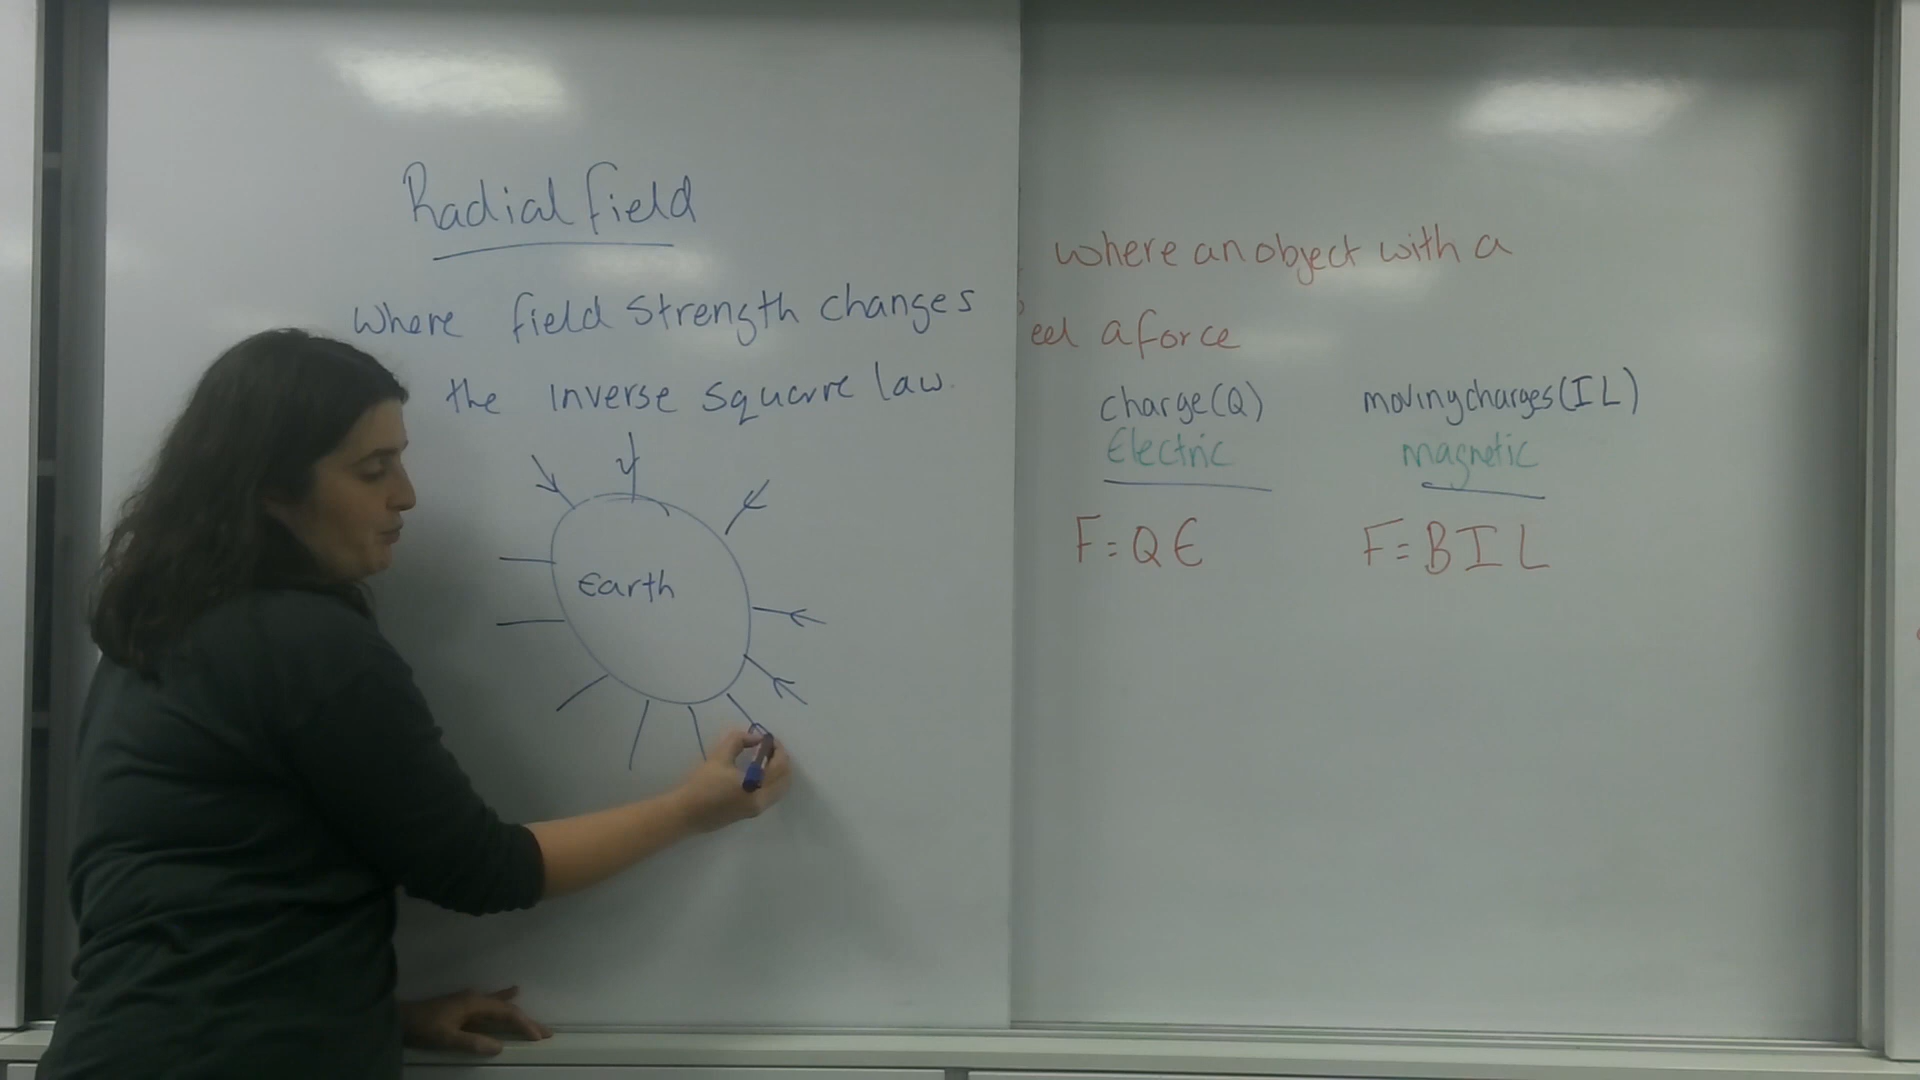 Radial field
Where field strength changes
the inverse square law.
Earth
where an object with a
eel a force
charge(Q) moving charges(IL)
Electric magnetic
F=QE F=BIL